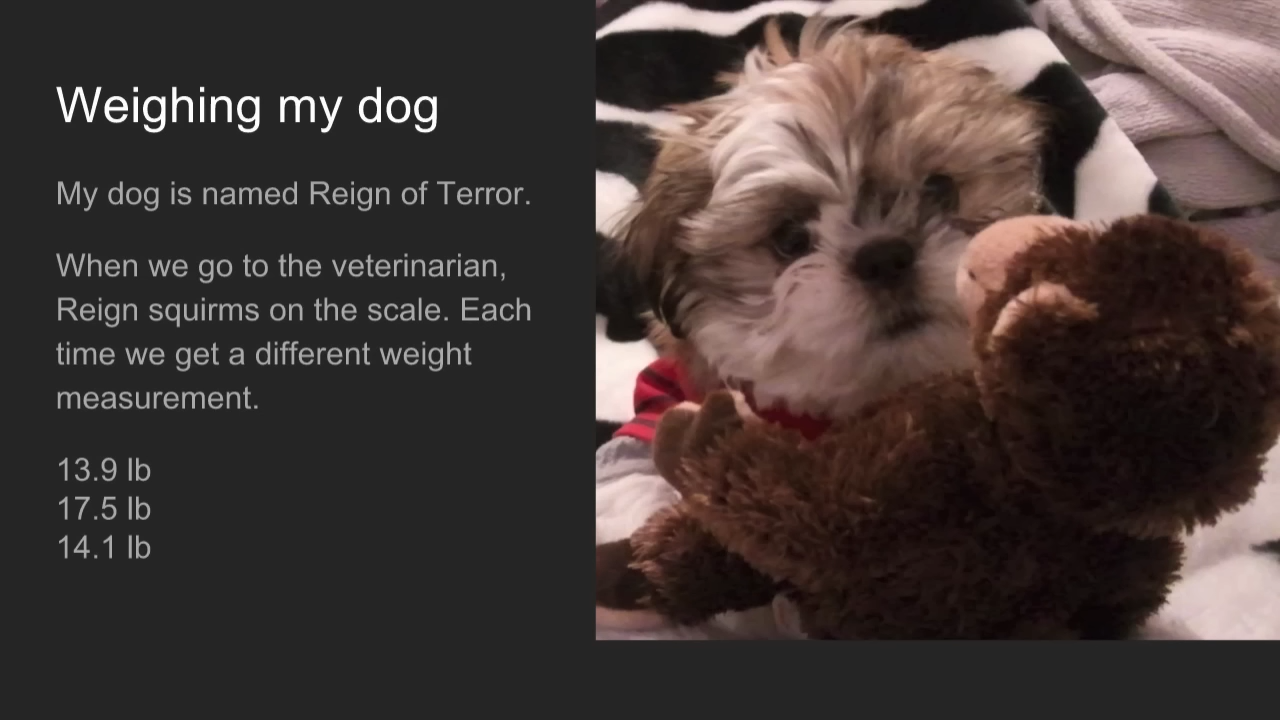 Weighing my dog
My dog is named Reign of Terror.
When we go to the veterinarian,
Reign squirms on the scale. Each
time we get a different weight
measurement.
13.9 lb
17.5 lb
14.1 lb